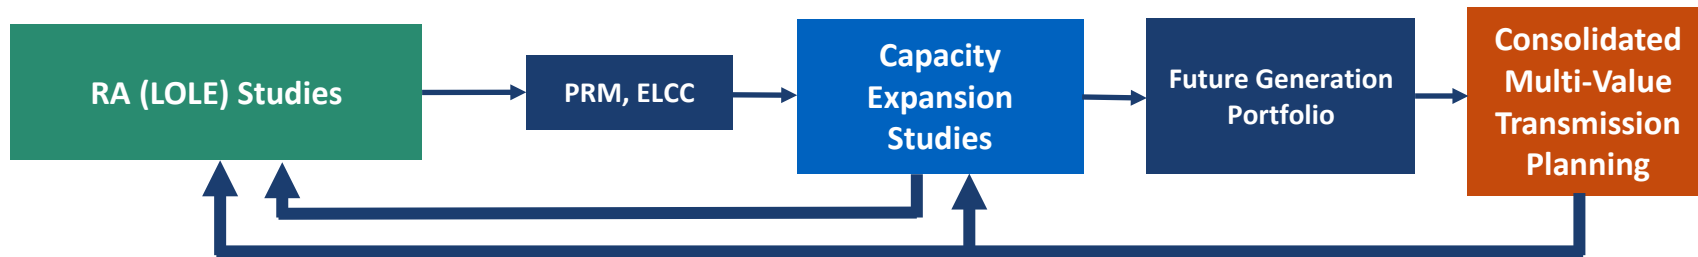 RA (LOLE) Studies
PRM, ELCC
Capacity
Expansion
Studies
Future Generation
Portfolio
Consolidated
Multi-Value
Transmission
Planning